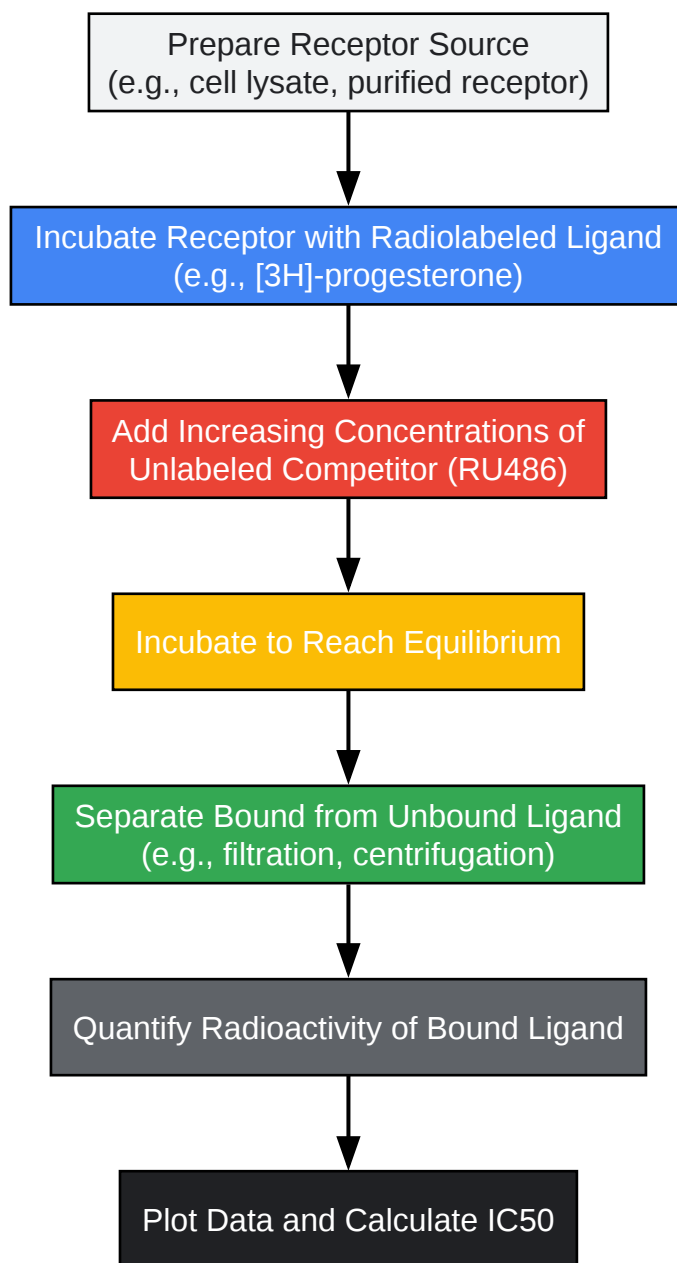 Prepare Receptor Source
(e.g., cell lysate, purified receptor)
Incubate Receptor with Radiolabeled Ligand
(e.g., [3H]-progesterone)
Add Increasing Concentrations of
Unlabeled Competitor (RU486)
Incubate to Reach Equilibrium
Separate Bound from Unbound Ligand
(e.g., filtration, centrifugation)
Quantify Radioactivity of Bound Ligand
Plot Data and Calculate IC50